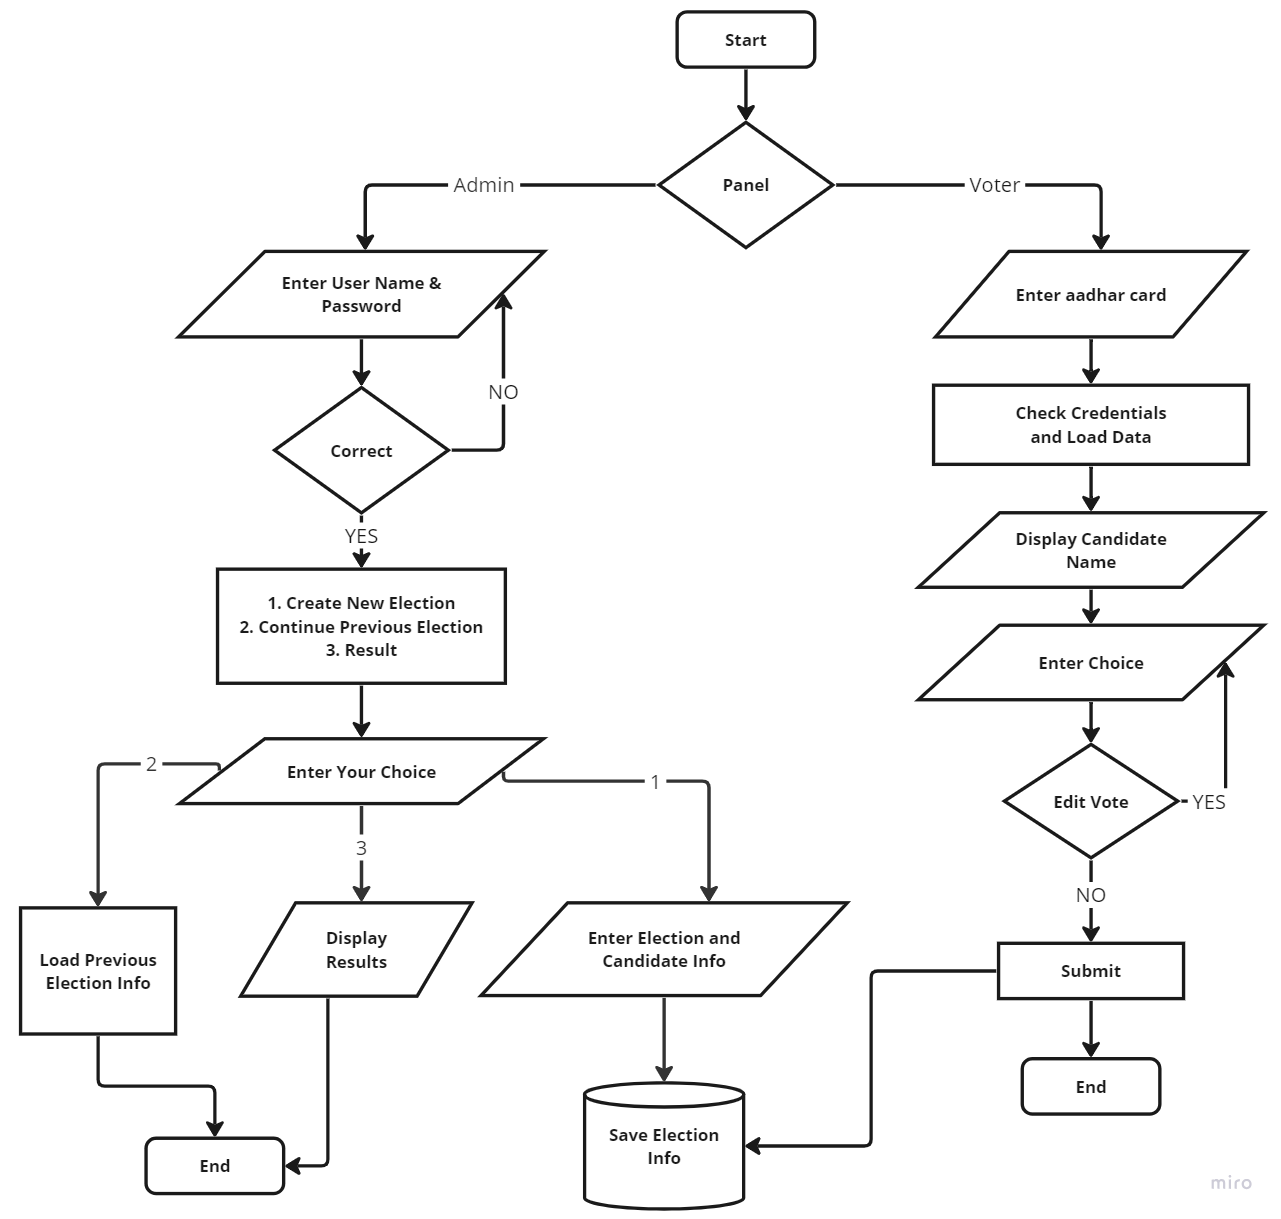 Start
Panel
Admin
Voter
Enter User Name &
Password
Enter aadhar card
NO
Correct
Check Credentials
and Load Data
YES
Display Candidate
Name
1. Create New Election
2. Continue Previous Election
3. Result
Enter Choice
Enter Your Choice
2
1
3
Edit Vote
YES
NO
Load Previous
Election Info
Display
Results
Enter Election and
Candidate Info
Submit
End
Save Election
Info
End
miro